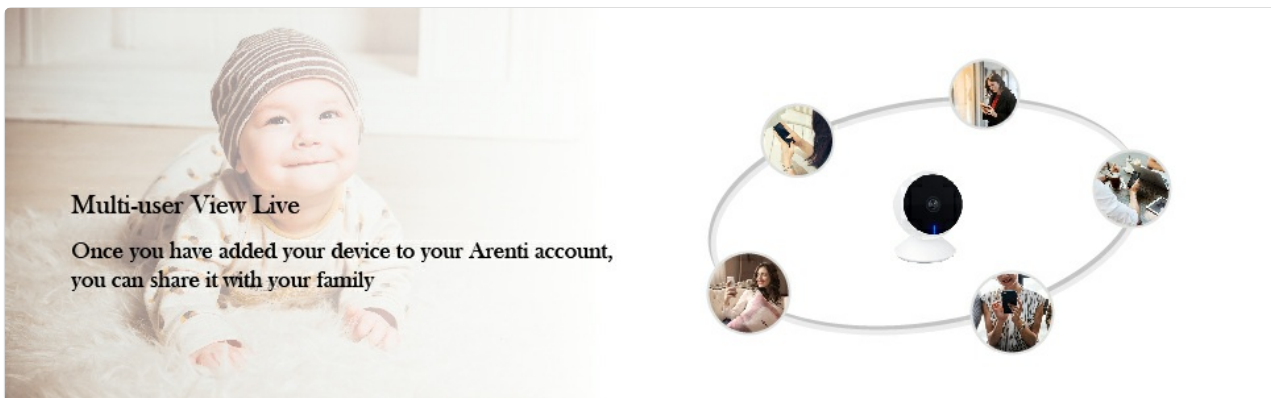 Multi-user View Live
Once you have added your device to your Arenti account,
you can share it with your family